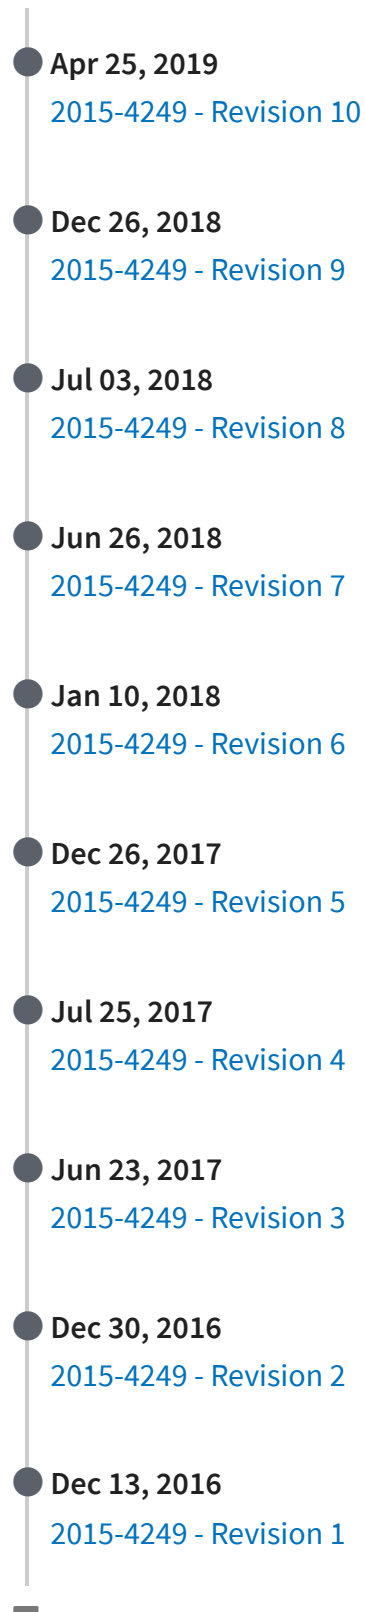 Apr 25, 2019
2015-4249 - Revision 10
Dec 26, 2018
2015-4249 - Revision 9
Jul 03, 2018
2015-4249 - Revision 8
Jun 26, 2018
2015-4249 - Revision 7
Jan 10, 2018
2015-4249 - Revision 6
Dec 26, 2017
2015-4249 - Revision 5
Jul 25, 2017
2015-4249 - Revision 4
Jun 23, 2017
2015-4249 - Revision 3
Dec 30, 2016
2015-4249 - Revision 2
Dec 13, 2016
2015-4249 - Revision 1